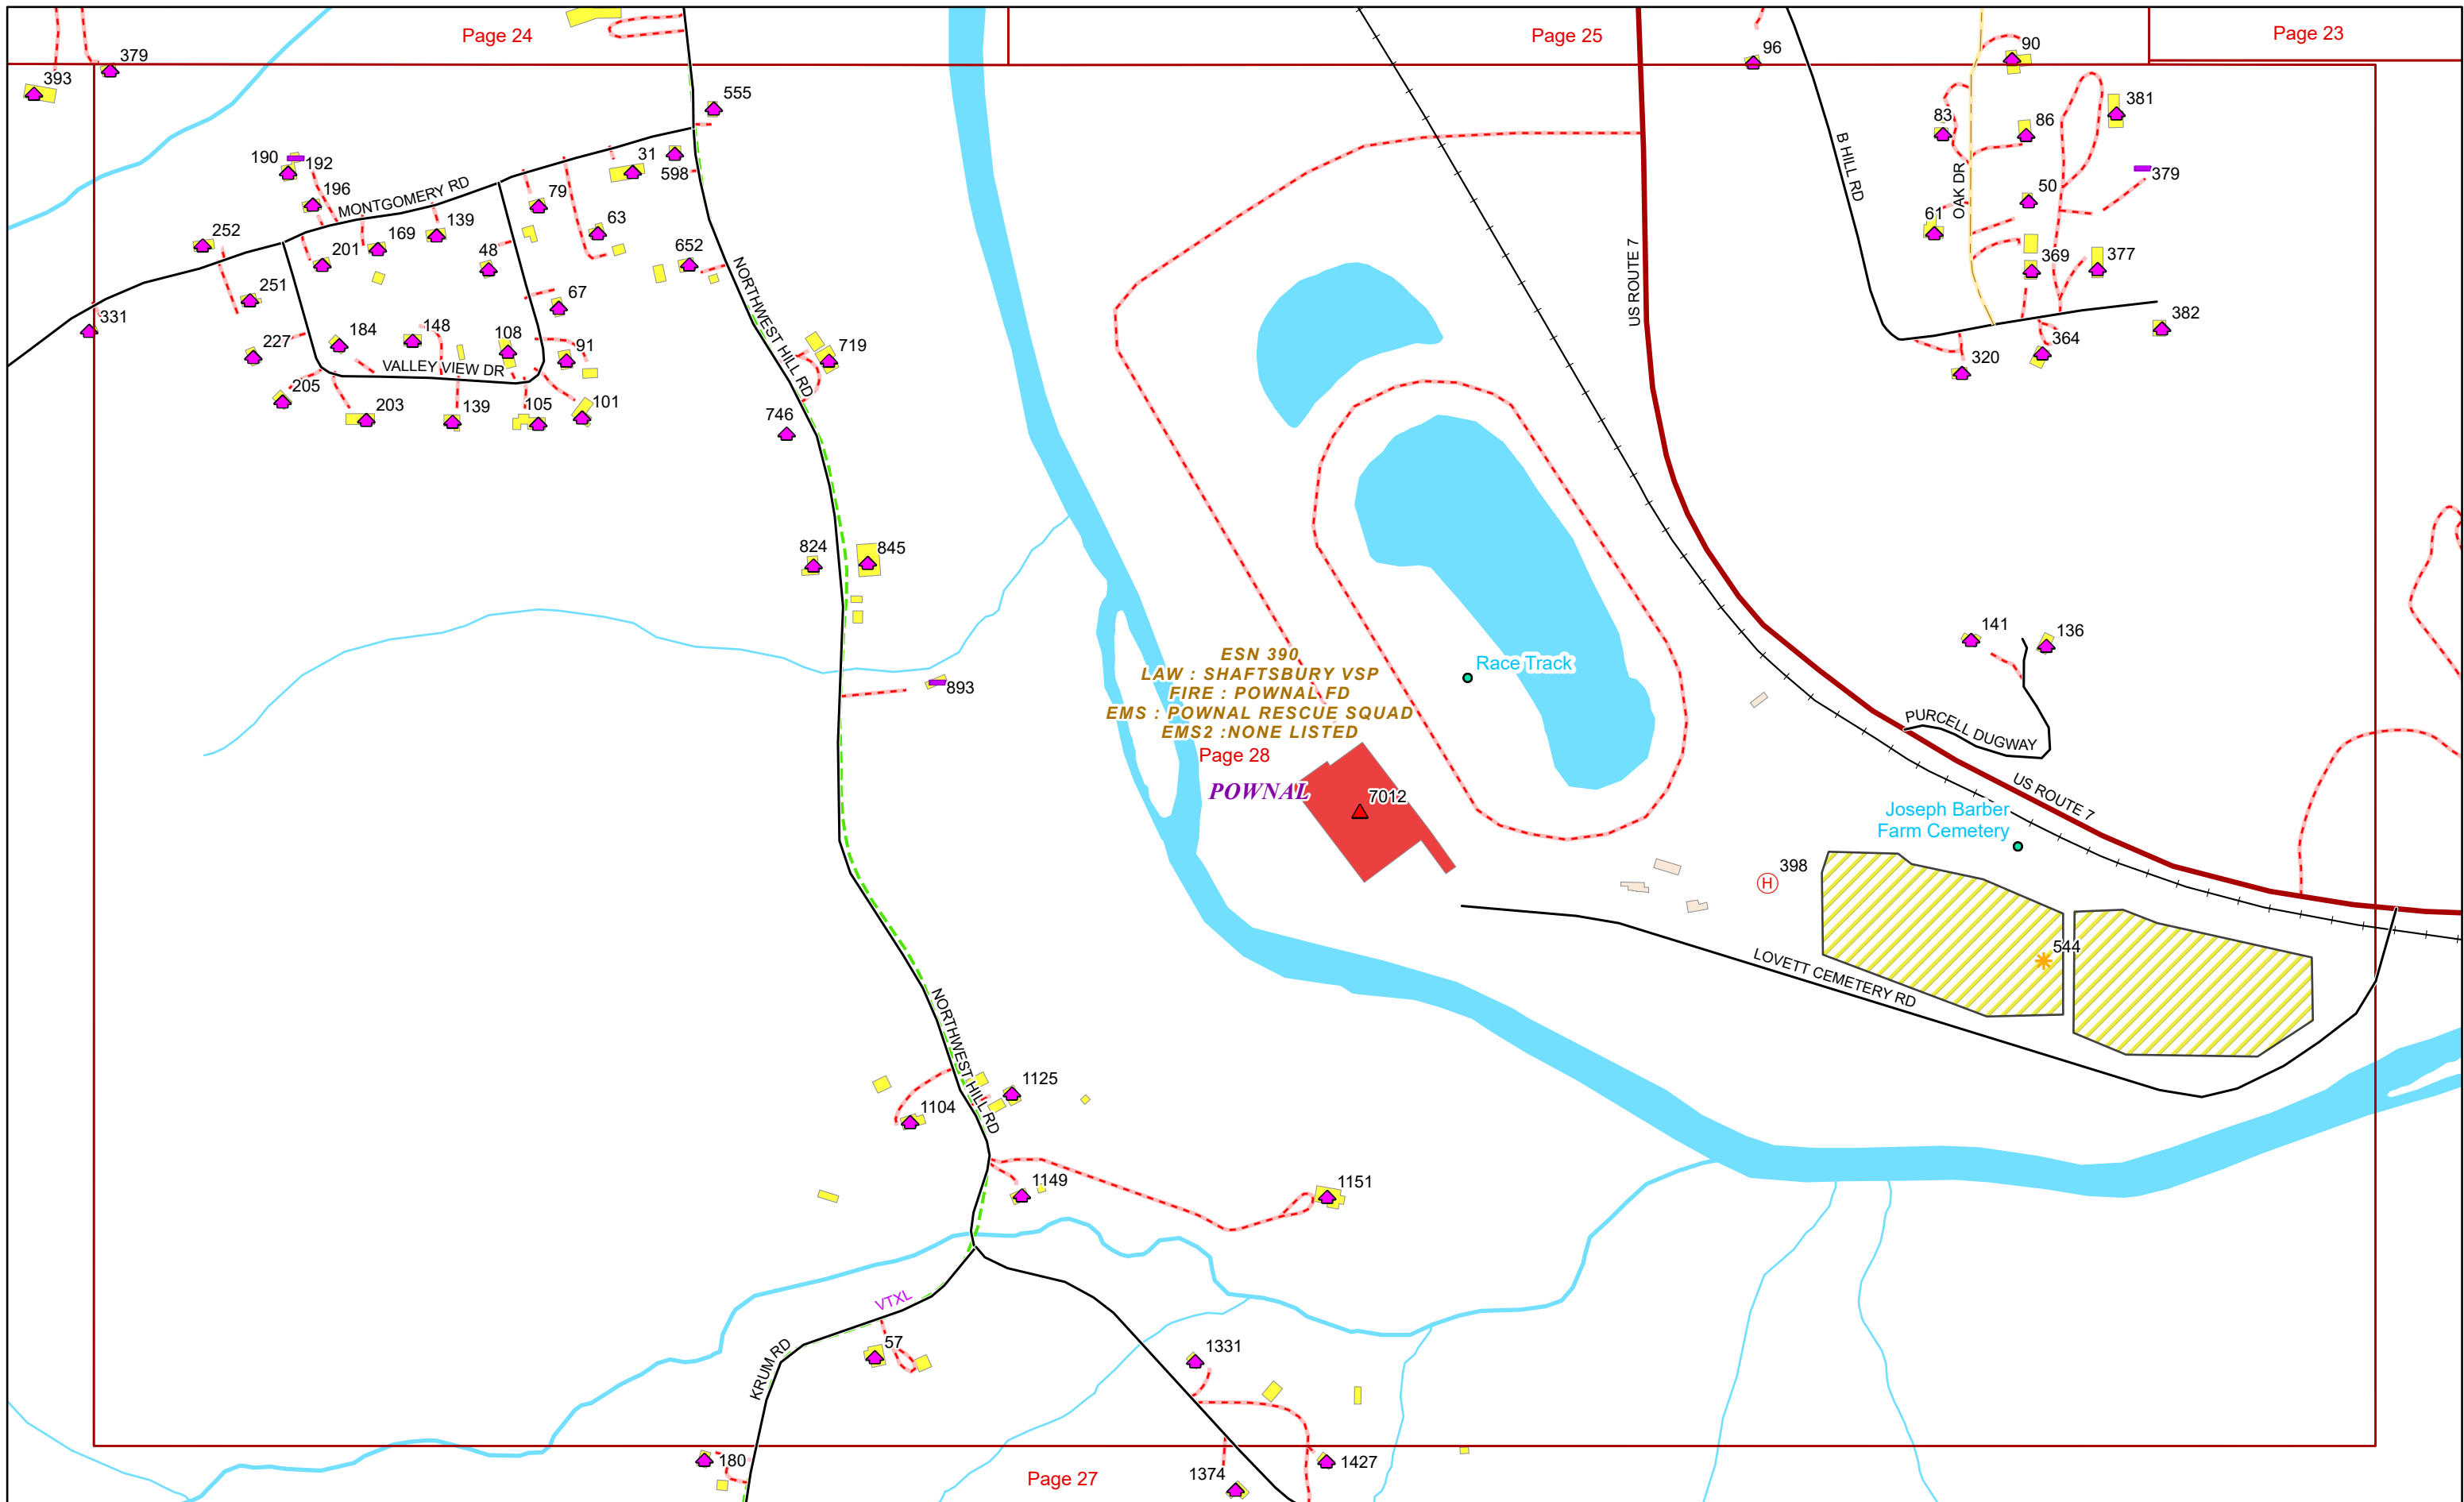 Page 24
Page 25
Page 23
393
379
96
90
555
83
86
381
190
192
31
598
B HILL RD
379
196
MONTGOMERY RD
79
OAK DR
50
252
201
169
139
48
63
652
61
NORTHWEST HILL RD
US ROUTE 7
369
377
251
67
331
227
184
148
108
91
719
382
364
320
VALLEY VIEW DR
205
203
139
105
101
746
824
845
141
136
ESN 390
LAW : SHAFTSBURY VSP
FIRE : POWNAL FD
EMS : POWNAL RESCUE SQUAD
EMS2 :NONE LISTED
Race Track
893
Page 28
POWNAL
7012
PURCELL DUGWAY
US ROUTE 7
Joseph Barber
Farm Cemetery
H
398
544
LOVETT CEMETERY RD
NORTHWEST HILL RD
1125
1104
1149
1151
VTXL
57
KRUM RD
1331
180
Page 27
1374
1427